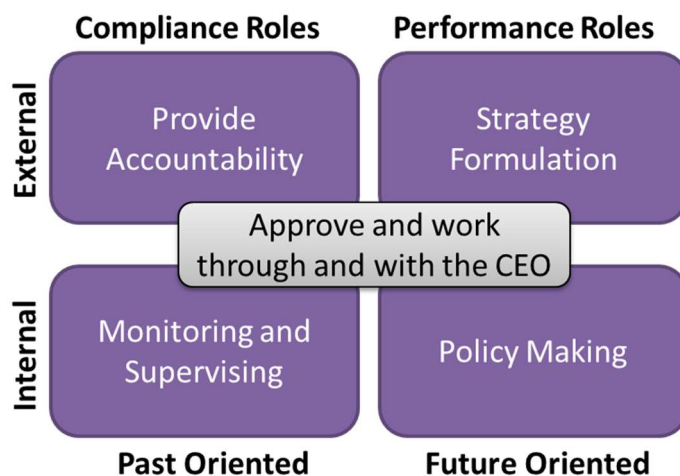 Compliance Roles
Performance Roles
External
Provide
Accountability
Strategy
Formulation
Approve and work
through and with the CEO
Internal
Monitoring and
Supervising
Policy Making
Past Oriented
Future Oriented